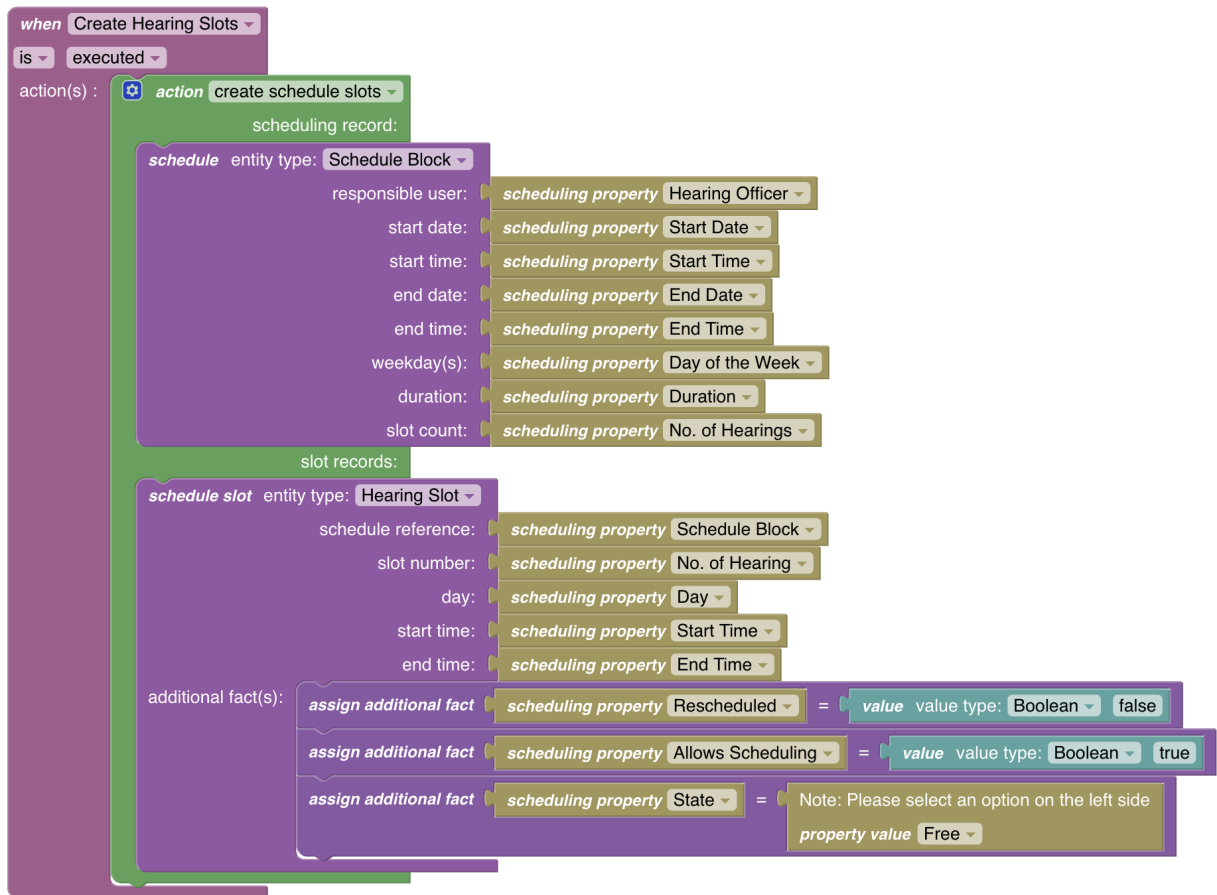 when Create Hearing Slots
is executed
action(s) : action create schedule slots
scheduling record:
schedule entity type: Schedule Block
responsible user: scheduling property Hearing Officer
start date: scheduling property Start Date
start time: scheduling property Start Time
end date: scheduling property End Date
end time: scheduling property End Time
weekday(s): scheduling property Day of the Week
duration: scheduling property Duration
slot count: scheduling property No. of Hearings
slot records:
schedule slot entity type: Hearing Slot
schedule reference: scheduling property Schedule Block
slot number: scheduling property No. of Hearing
day: scheduling property Day
start time: scheduling property Start Time
end time: scheduling property End Time
additional fact(s): assign additional fact scheduling property Rescheduled = value value type: Boolean false
assign additional fact scheduling property Allows Scheduling = value value type: Boolean true
assign additional fact scheduling property State = Note: Please select an option on the left side
property value Free